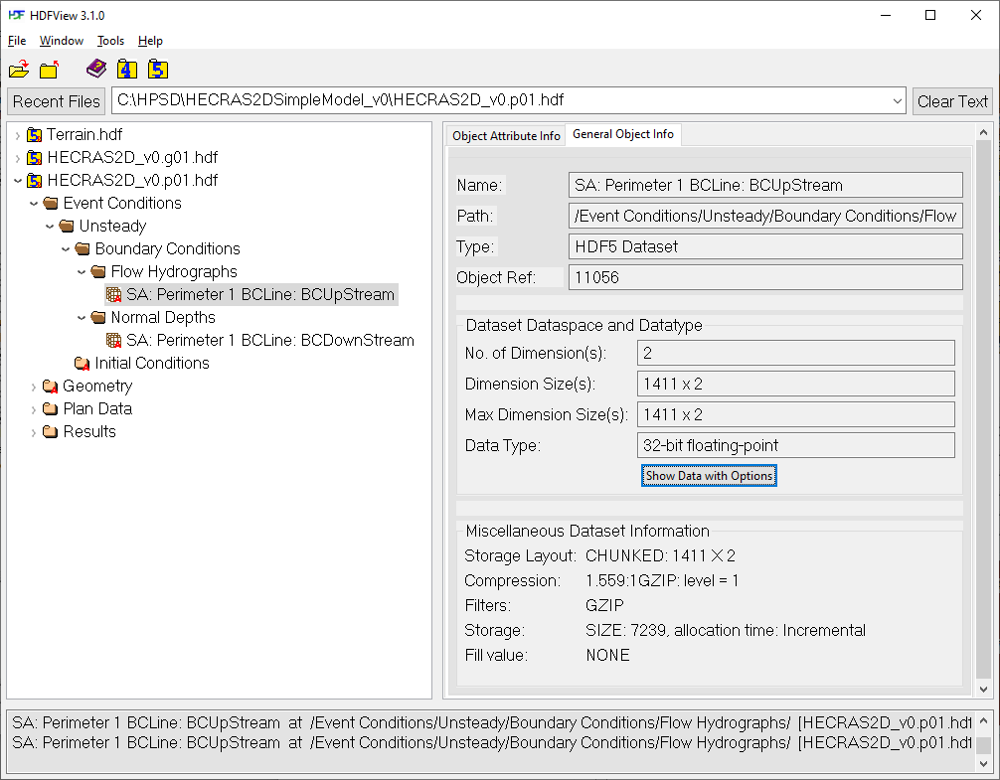 HDF HDFView 3.1.0
File Window Tools Help
4 5
Recent Files C:\HPSD\HECRAS2DSimpleModel_v0\HECRAS2D_v0.p01.hdf Clear Text
Terrain.hdf
HECRAS2D_v0.g01.hdf
HECRAS2D_v0.p01.hdf
Event Conditions
Unsteady
Boundary Conditions
Flow Hydrographs
SA: Perimeter 1 BCLine: BCUpStream
Normal Depths
SA: Perimeter 1 BCLine: BCDownStream
Initial Conditions
Geometry
Plan Data
Results
Object Attribute Info General Object Info
Name: SA: Perimeter 1 BCLine: BCUpStream
Path: /Event Conditions/Unsteady/Boundary Conditions/Flow
Type: HDF5 Dataset
Object Ref: 11056
Dataset Dataspace and Datatype
No. of Dimension(s): 2
Dimension Size(s): 1411 x 2
Max Dimension Size(s): 1411 x 2
Data Type: 32-bit floating-point
Show Data with Options
Miscellaneous Dataset Information
Storage Layout: CHUNKED: 1411 X 2
Compression: 1.559:1GZIP: level = 1
Filters: GZIP
Storage: SIZE: 7239, allocation time: Incremental
Fill value: NONE
SA: Perimeter 1 BCLine: BCUpStream at /Event Conditions/Unsteady/Boundary Conditions/Flow Hydrographs/ [HECRAS2D_v0.p01.hdf
SA: Perimeter 1 BCLine: BCUpStream at /Event Conditions/Unsteady/Boundary Conditions/Flow Hydrographs/ [HECRAS2D_v0.p01.hdf